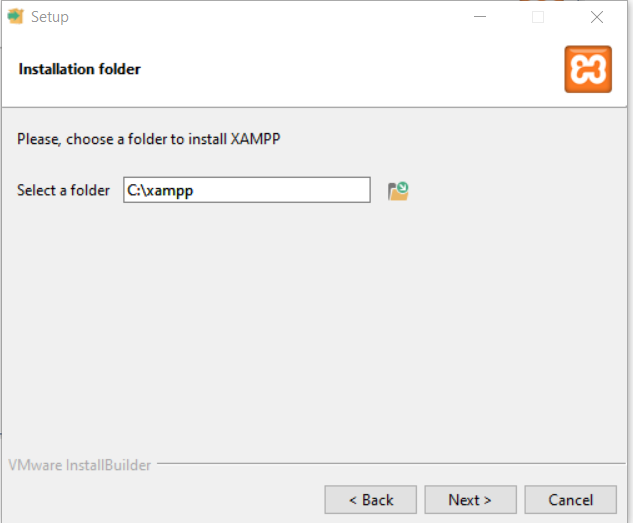 Setup
Installation folder
Please, choose a folder to install XAMPP
Select a folder C:\xampp
VMware InstallBuilder
< Back Next > Cancel